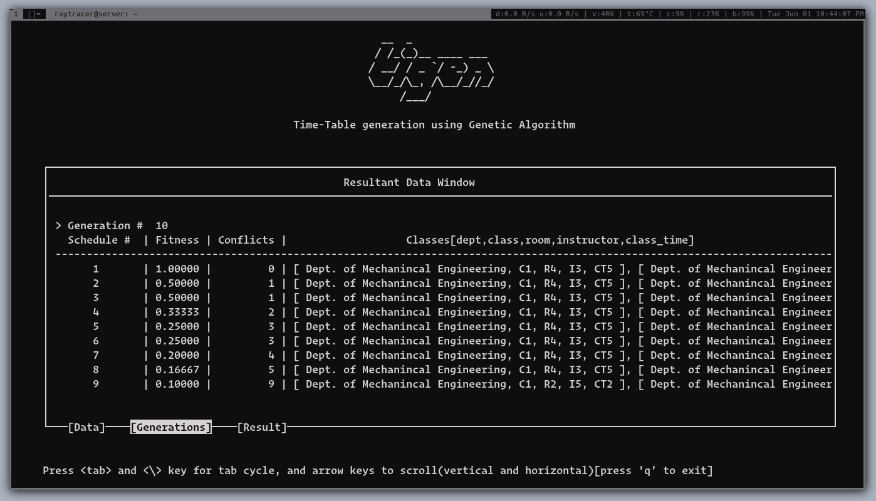 1 []= raytracer@server: ~ d:0.0 B/s u:0.0 B/s | v:40% | t:69°C | c:9% | r:23% | b:99% | Tue Jun 01 10:44:07 PM
Time-Table generation using Genetic Algorithm
Resultant Data Window
> Generation # 10
Schedule # | Fitness | Conflicts | Classes[dept,class,room,instructor,class_time]
1 | 1.00000 | 0 | [ Dept. of Mechanincal Engineering, C1, R4, I3, CT5 ], [ Dept. of Mechanincal Engineer
2 | 0.50000 | 1 | [ Dept. of Mechanincal Engineering, C1, R4, I3, CT5 ], [ Dept. of Mechanincal Engineer
3 | 0.50000 | 1 | [ Dept. of Mechanincal Engineering, C1, R4, I3, CT5 ], [ Dept. of Mechanincal Engineer
4 | 0.33333 | 2 | [ Dept. of Mechanincal Engineering, C1, R4, I3, CT5 ], [ Dept. of Mechanincal Engineer
5 | 0.25000 | 3 | [ Dept. of Mechanincal Engineering, C1, R4, I3, CT5 ], [ Dept. of Mechanincal Engineer
6 | 0.25000 | 3 | [ Dept. of Mechanincal Engineering, C1, R4, I3, CT5 ], [ Dept. of Mechanincal Engineer
7 | 0.20000 | 4 | [ Dept. of Mechanincal Engineering, C1, R4, I3, CT5 ], [ Dept. of Mechanincal Engineer
8 | 0.16667 | 5 | [ Dept. of Mechanincal Engineering, C1, R4, I3, CT5 ], [ Dept. of Mechanincal Engineer
9 | 0.10000 | 9 | [ Dept. of Mechanincal Engineering, C1, R2, I5, CT2 ], [ Dept. of Mechanincal Engineer
[Data] [Generations] [Result]
Press <tab> and <\> key for tab cycle, and arrow keys to scroll(vertical and horizontal)[press 'q' to exit]